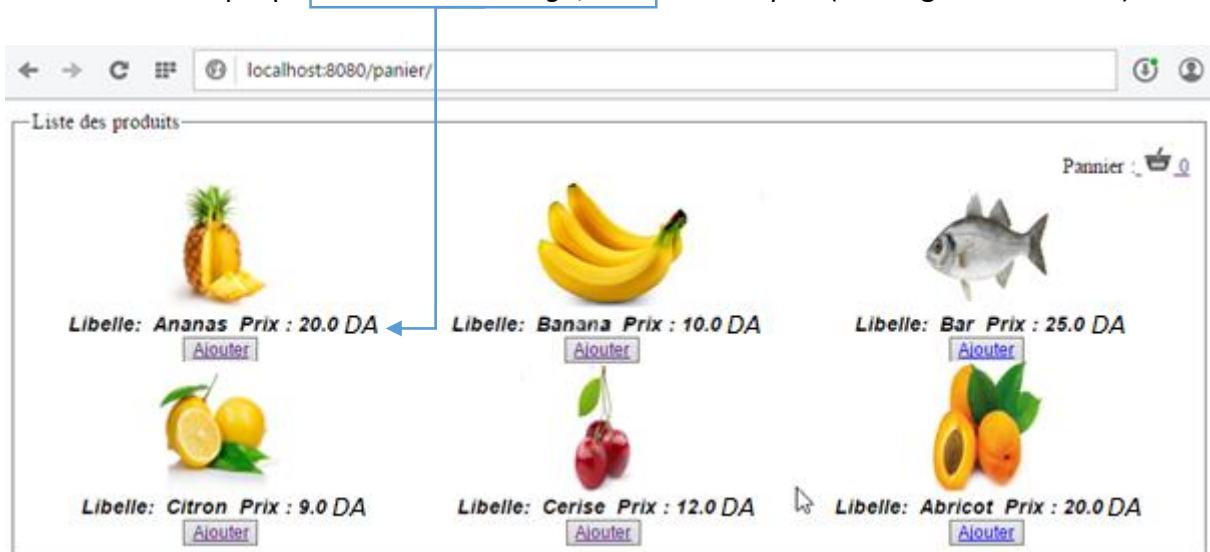 localhost:8080/panier/
Liste des produits
Pannier : 0
Libelle: Ananas Prix : 20.0 DA
Libelle: Banana Prix : 10.0 DA
Libelle: Bar Prix : 25.0 DA
Ajouter
Ajouter
Ajouter
Libelle: Citron Prix : 9.0 DA
Libelle: Cerise Prix : 12.0 DA
Libelle: Abricot Prix : 20.0 DA
Ajouter
Ajouter
Ajouter